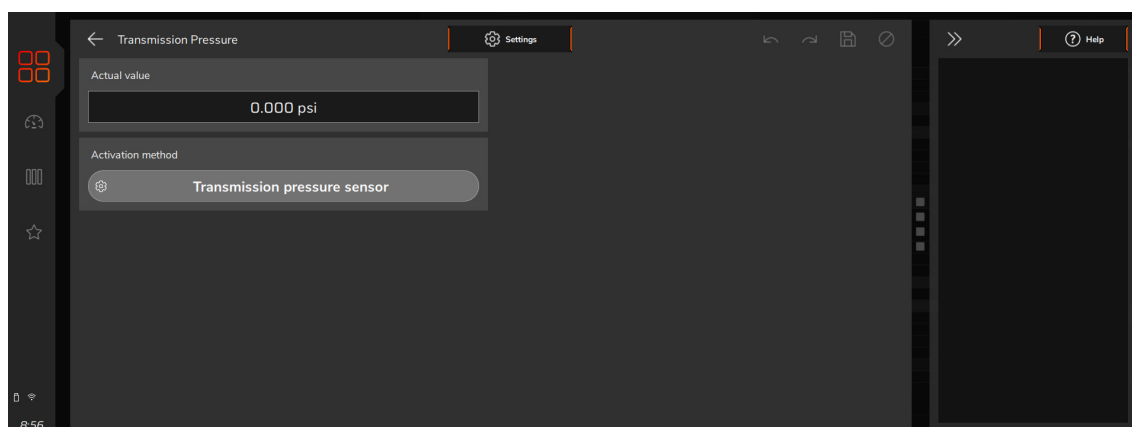 Transmission Pressure
Settings
Help
Actual value
0.000 psi
Activation method
Transmission pressure sensor
8:56